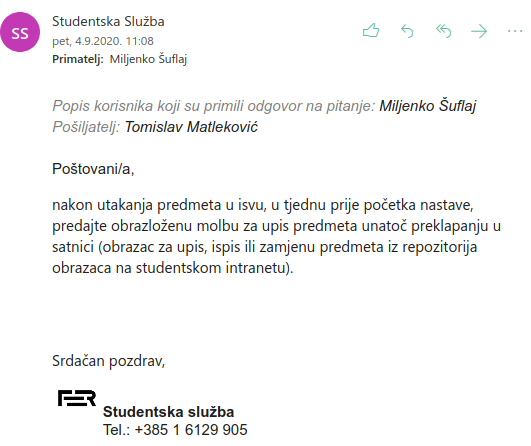 SS
Studentska Služba
pet, 4.9.2020. 11:08
Primatelj: Miljenko Šuflaj
Popis korisnika koji su primili odgovor na pitanje: Miljenko Šuflaj
Pošiljatelj: Tomislav Matleković
Poštovani/a,
nakon utakanja predmeta u isvu, u tjednu prije početka nastave,
predajte obrazloženu molbu za upis predmeta unatoč preklapanju u
satnici (obrazac za upis, ispis ili zamjenu predmeta iz repozitorija
obrazaca na studentskom intranetu).
Srdačan pozdrav,
FER
Studentska služba
Tel.: +385 1 6129 905